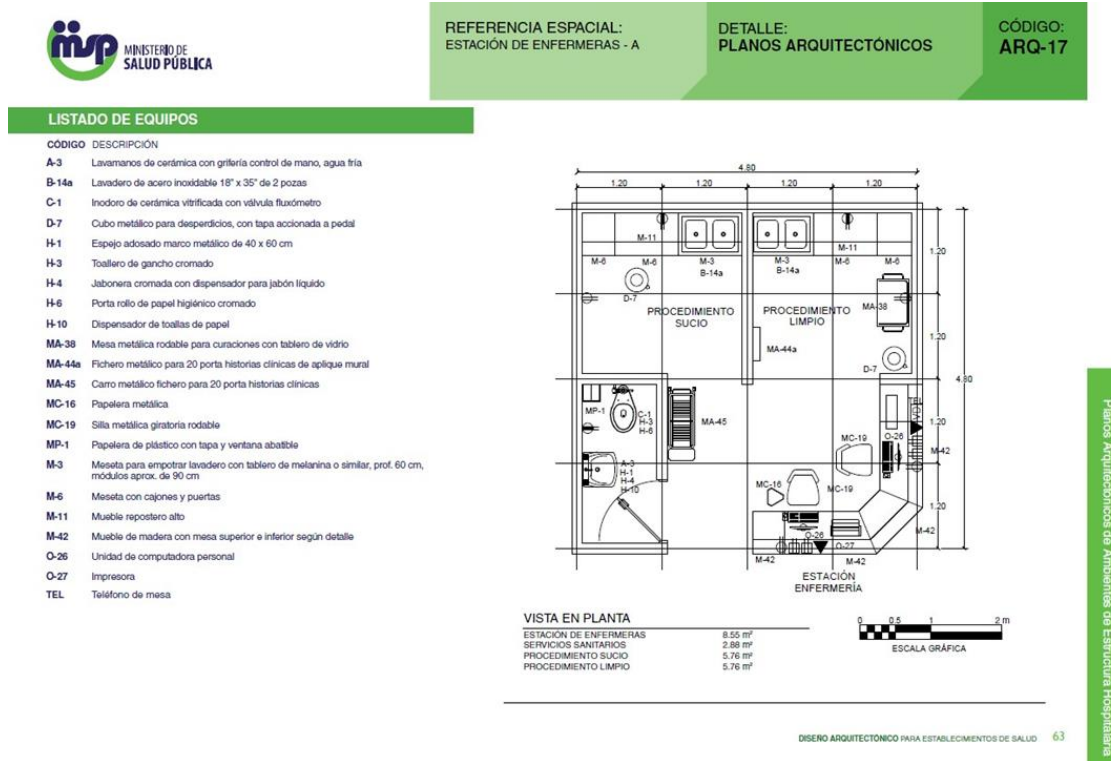 msp
MINISTERIO DE
SALUD PÚBLICA
REFERENCIA ESPACIAL:
ESTACIÓN DE ENFERMERAS - A
DETALLE:
PLANOS ARQUITECTÓNICOS
CÓDIGO:
ARQ-17
LISTADO DE EQUIPOS
CÓDIGO DESCRIPCIÓN
A-3 Lavamanos de cerámica con grifería control de mano, agua fría
B-14a Lavadero de acero inoxidable 18" x 35" de 2 pozas
C-1 Inodoro de cerámica vitrificada con válvula fluxómetro
D-7 Cubo metálico para desperdicios, con tapa accionada a pedal
H-1 Espejo adosado marco metálico de 40 x 60 cm
H-3 Toallero de gancho cromado
H-4 Jabonera cromada con dispensador para jabón líquido
H-6 Porta rollo de papel higiénico cromado
H-10 Dispensador de toallas de papel
MA-38 Mesa metálica rodable para curaciones con tablero de vidrio
MA-44a Fichero metálico para 20 porta historias clínicas de aplique mural
MA-45 Carro metálico fichero para 20 porta historias clínicas
MC-16 Papelera metálica
MC-19 Silla metálica giratoria rodable
MP-1 Papelera de plástico con tapa y ventana abatible
M-3 Meseta para empotrar lavadero con tablero de melanina o similar, prof. 60 cm,
módulos aprox. de 90 cm
M-6 Meseta con cajones y puertas
M-11 Mueble repostero alto
M-42 Mueble de madera con mesa superior e inferior según detalle
O-26 Unidad de computadora personal
O-27 Impresora
TEL Teléfono de mesa
4.80
1.20 1.20 1.20 1.20
M-11 M-11
M-6 M-6 M-3 M-3 M-6 M-6
B-14a B-14a
1.20
D-7
PROCEDIMIENTO
SUCIO
PROCEDIMIENTO
LIMPIO
MA-38
1.20
MA-44a
D-7
4.80
MP-1
C-1
H-3
H-6
MA-45
MC-19
O-26
1.20
M-42
A-3
H-1
H-4
H-10
MC-16
MC-19
1.20
M-42
O-26
O-27
M-42
M-42
ESTACIÓN
ENFERMERÍA
VISTA EN PLANTA
ESTACIÓN DE ENFERMERAS 8.55 m²
SERVICIOS SANITARIOS 2.88 m²
PROCEDIMIENTO SUCIO 5.76 m²
PROCEDIMIENTO LIMPIO 5.76 m²
0 0.5 1 2 m
ESCALA GRÁFICA
Planos Arquitectónicos de Ambientes de Estructura Hospitalaria
DISEÑO ARQUITECTÓNICO PARA ESTABLECIMIENTOS DE SALUD 63